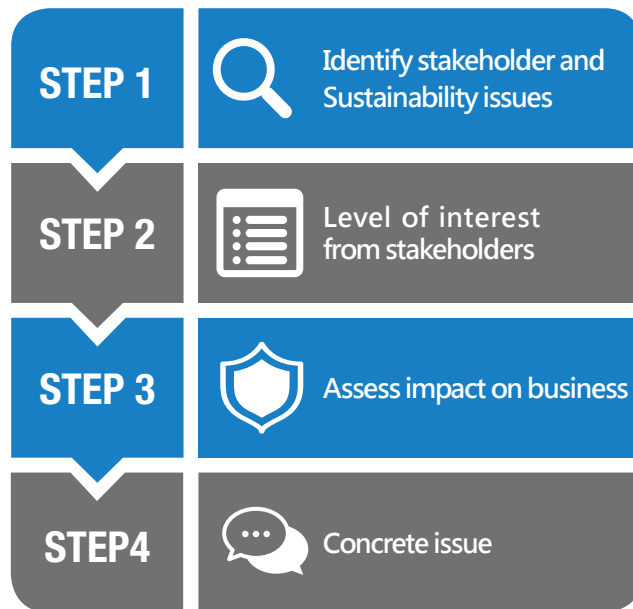 STEP 1
Identify stakeholder and
Sustainability issues
STEP 2
Level of interest
from stakeholders
STEP 3
Assess impact on business
STEP4
Concrete issue